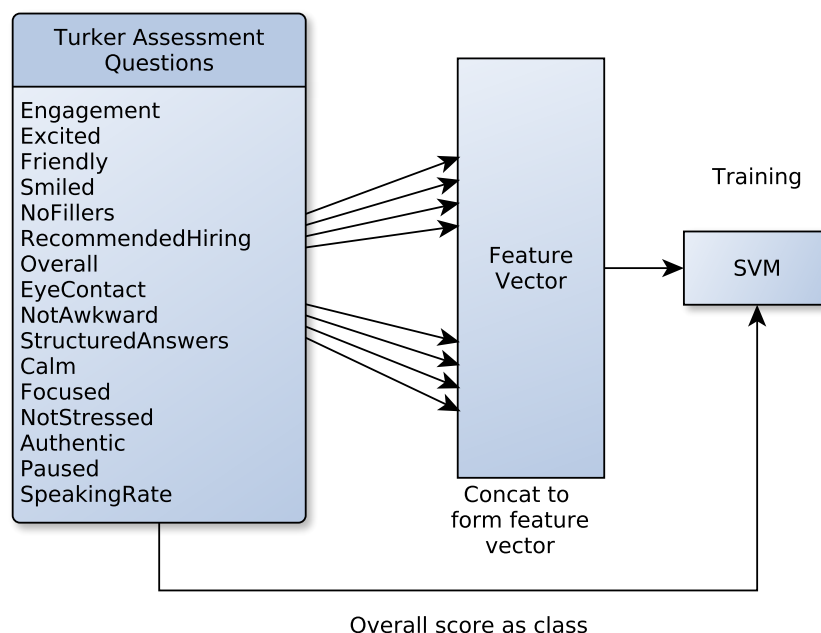 Turker Assessment
Questions
Engagement
Excited
Friendly
Smiled
NoFillers
RecommendedHiring
Overall
EyeContact
NotAwkward
StructuredAnswers
Calm
Focused
NotStressed
Authentic
Paused
SpeakingRate
Feature
Vector
Concat to
form feature
vector
Training
SVM
Overall score as class